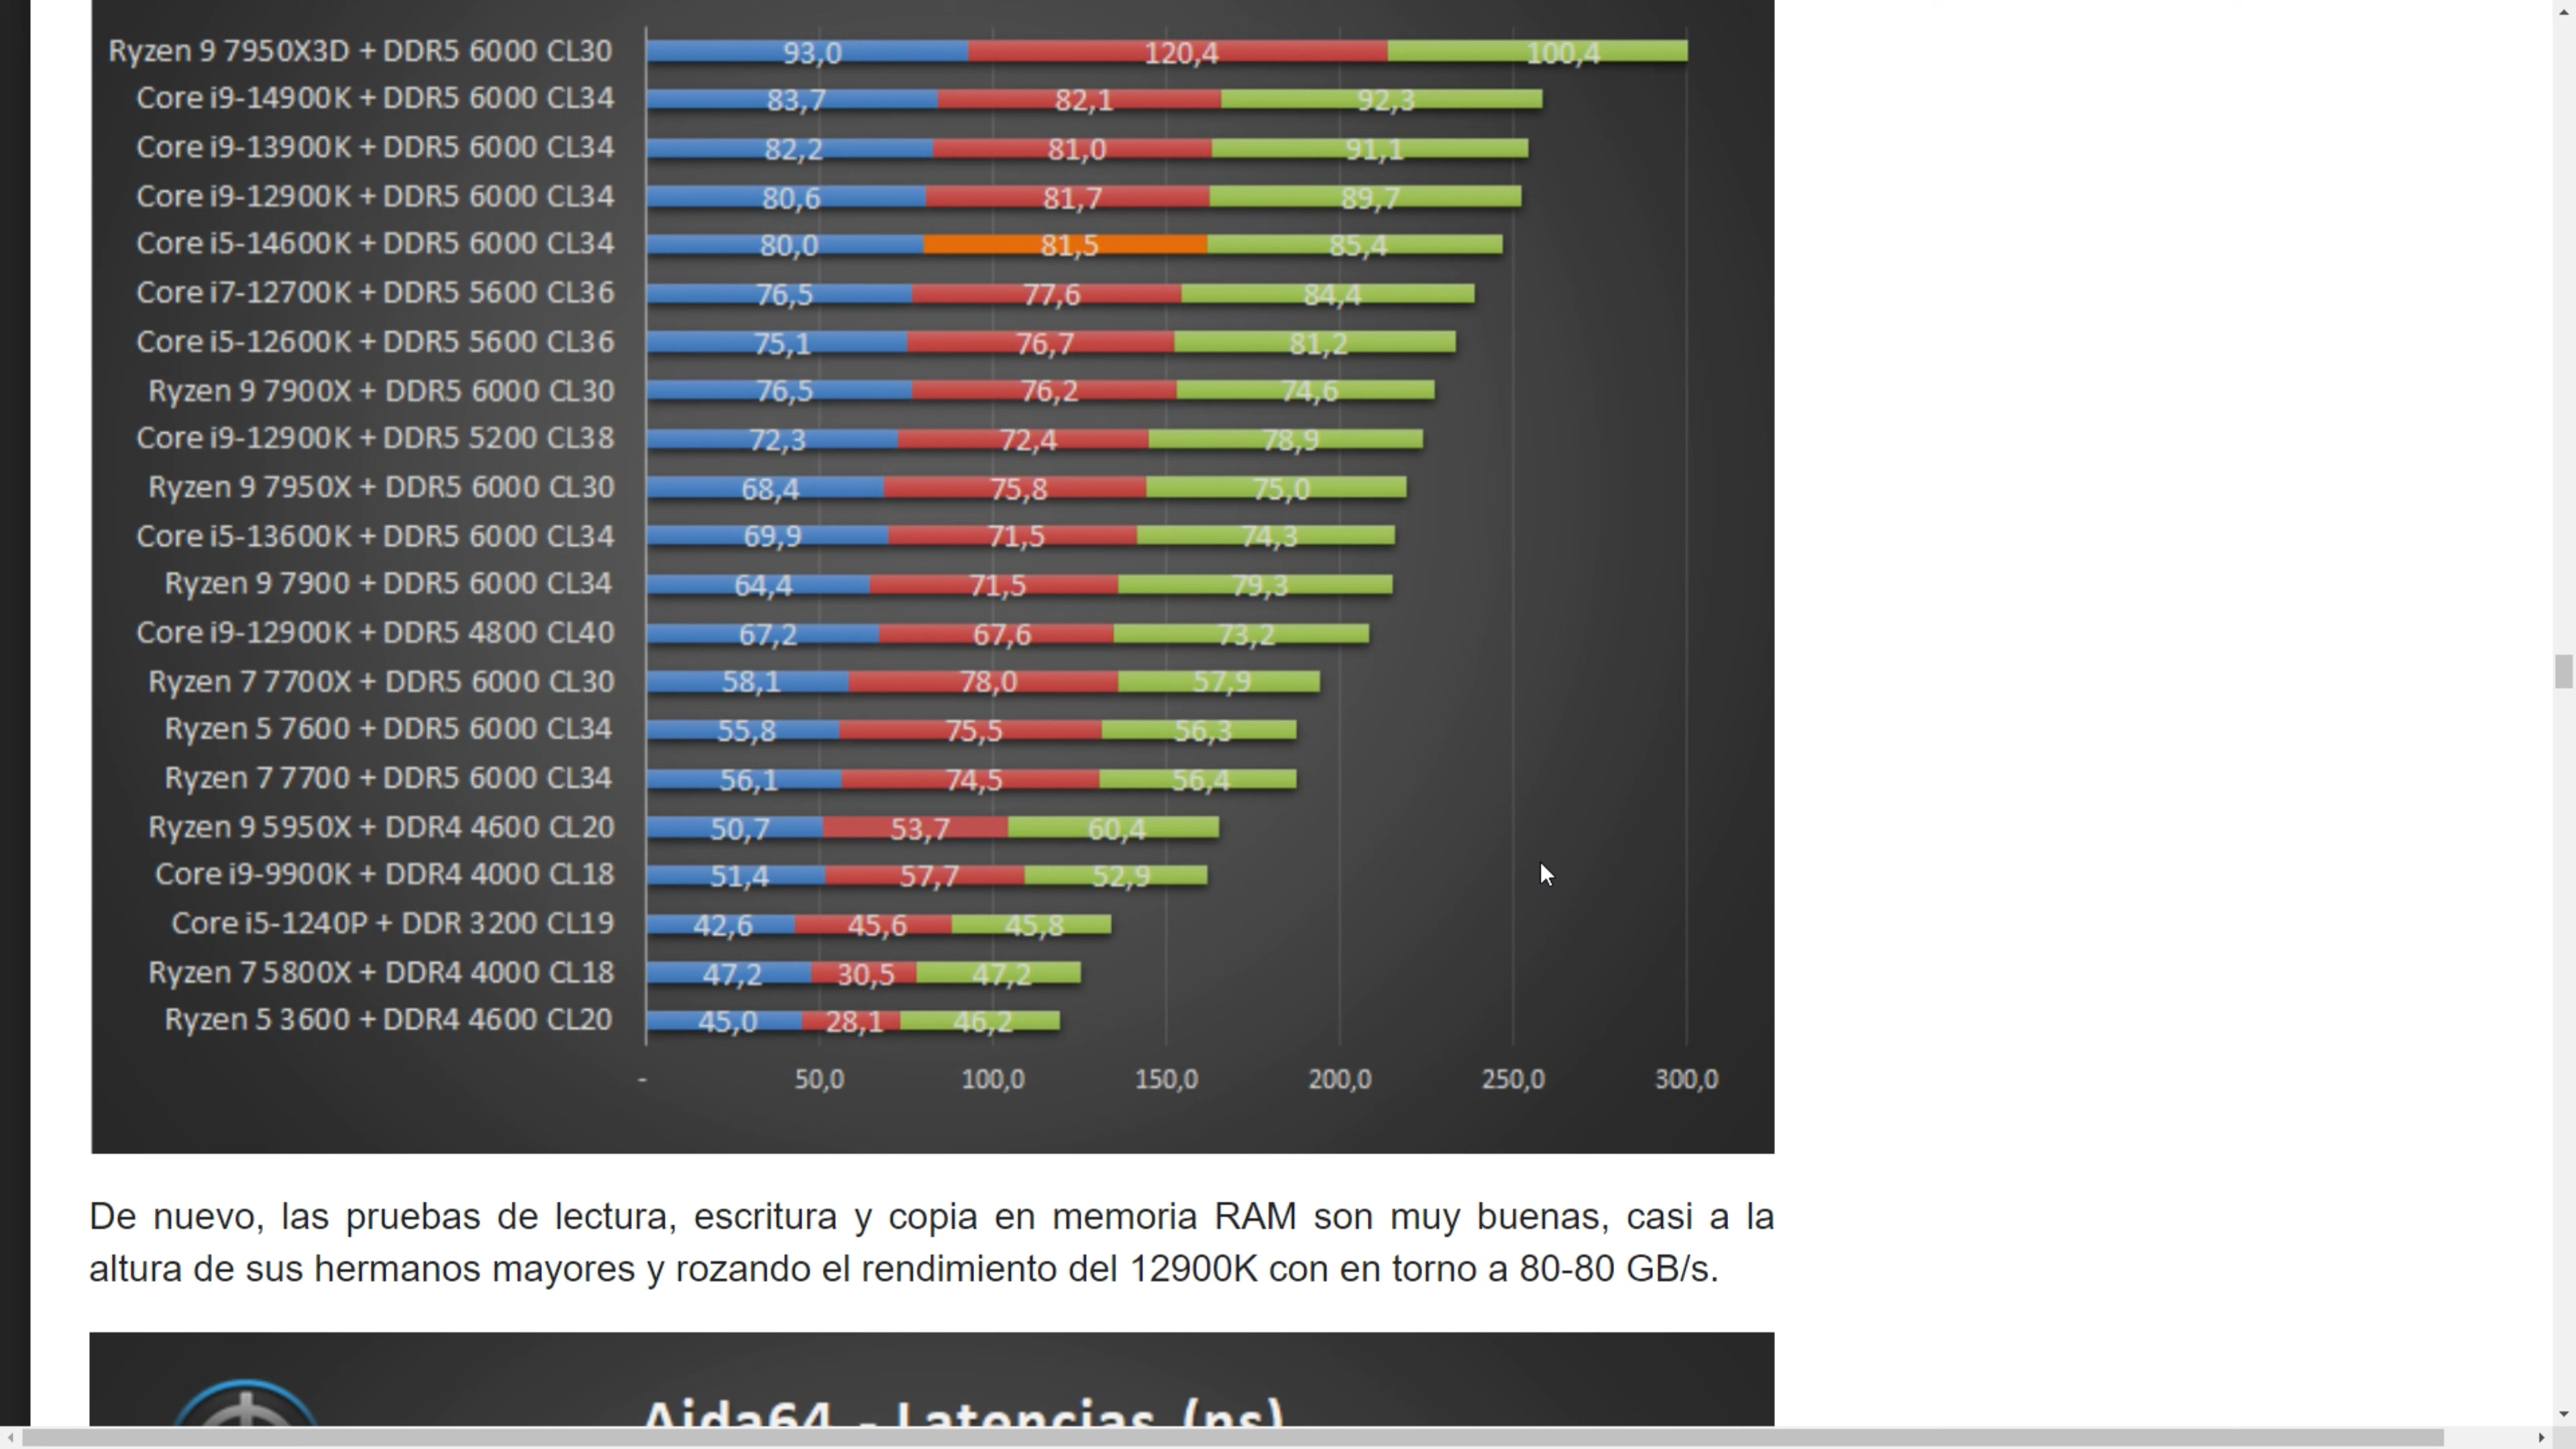 Ryzen 9 7950X3D + DDR5 6000 CL30 93,0 120,4 100,4
Core i9-14900K + DDR5 6000 CL34 83,7 82,1 92,3
Core i9-13900K + DDR5 6000 CL34 82,2 81,0 91,1
Core i9-12900K + DDR5 6000 CL34 80,6 81,7 89,7
Core i5-14600K + DDR5 6000 CL34 80,0 81,5 85,4
Core i7-12700K + DDR5 5600 CL36 76,5 77,6 84,4
Core i5-12600K + DDR5 5600 CL36 75,1 76,7 81,2
Ryzen 9 7900X + DDR5 6000 CL30 76,5 76,2 74,6
Core i9-12900K + DDR5 5200 CL38 72,3 72,4 78,9
Ryzen 9 7950X + DDR5 6000 CL30 68,4 75,8 75,0
Core i5-13600K + DDR5 6000 CL34 69,9 71,5 74,3
Ryzen 9 7900 + DDR5 6000 CL34 64,4 71,5 79,3
Core i9-12900K + DDR5 4800 CL40 67,2 67,6 73,2
Ryzen 7 7700X + DDR5 6000 CL30 58,1 78,0 57,9
Ryzen 5 7600 + DDR5 6000 CL34 55,8 75,5 56,3
Ryzen 7 7700 + DDR5 6000 CL34 56,1 74,5 56,4
Ryzen 9 5950X + DDR4 4600 CL20 50,7 53,7 60,4
Core i9-9900K + DDR4 4000 CL18 51,4 57,7 52,9
Core i5-1240P + DDR 3200 CL19 42,6 45,6 45,8
Ryzen 7 5800X + DDR4 4000 CL18 47,2 30,5 47,2
Ryzen 5 3600 + DDR4 4600 CL20 45,0 28,1 46,2
- 50,0 100,0 150,0 200,0 250,0 300,0
De nuevo, las pruebas de lectura, escritura y copia en memoria RAM son muy buenas, casi a la
altura de sus hermanos mayores y rozando el rendimiento del 12900K con en torno a 80-80 GB/s.
Aida64 - Latencias (ns)